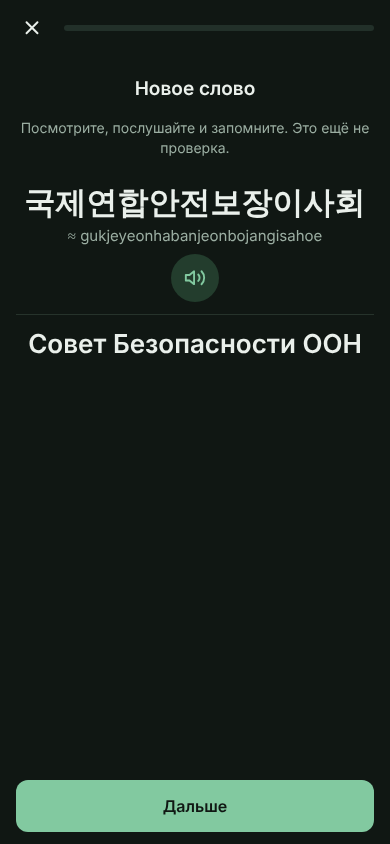 Новое слово
Посмотрите, послушайте и запомните. Это ещё не
проверка.
국제연합안전보장이사회
≈ gukjeyeonhabanjeonbojangisahoe
Совет Безопасности ООН
Дальше